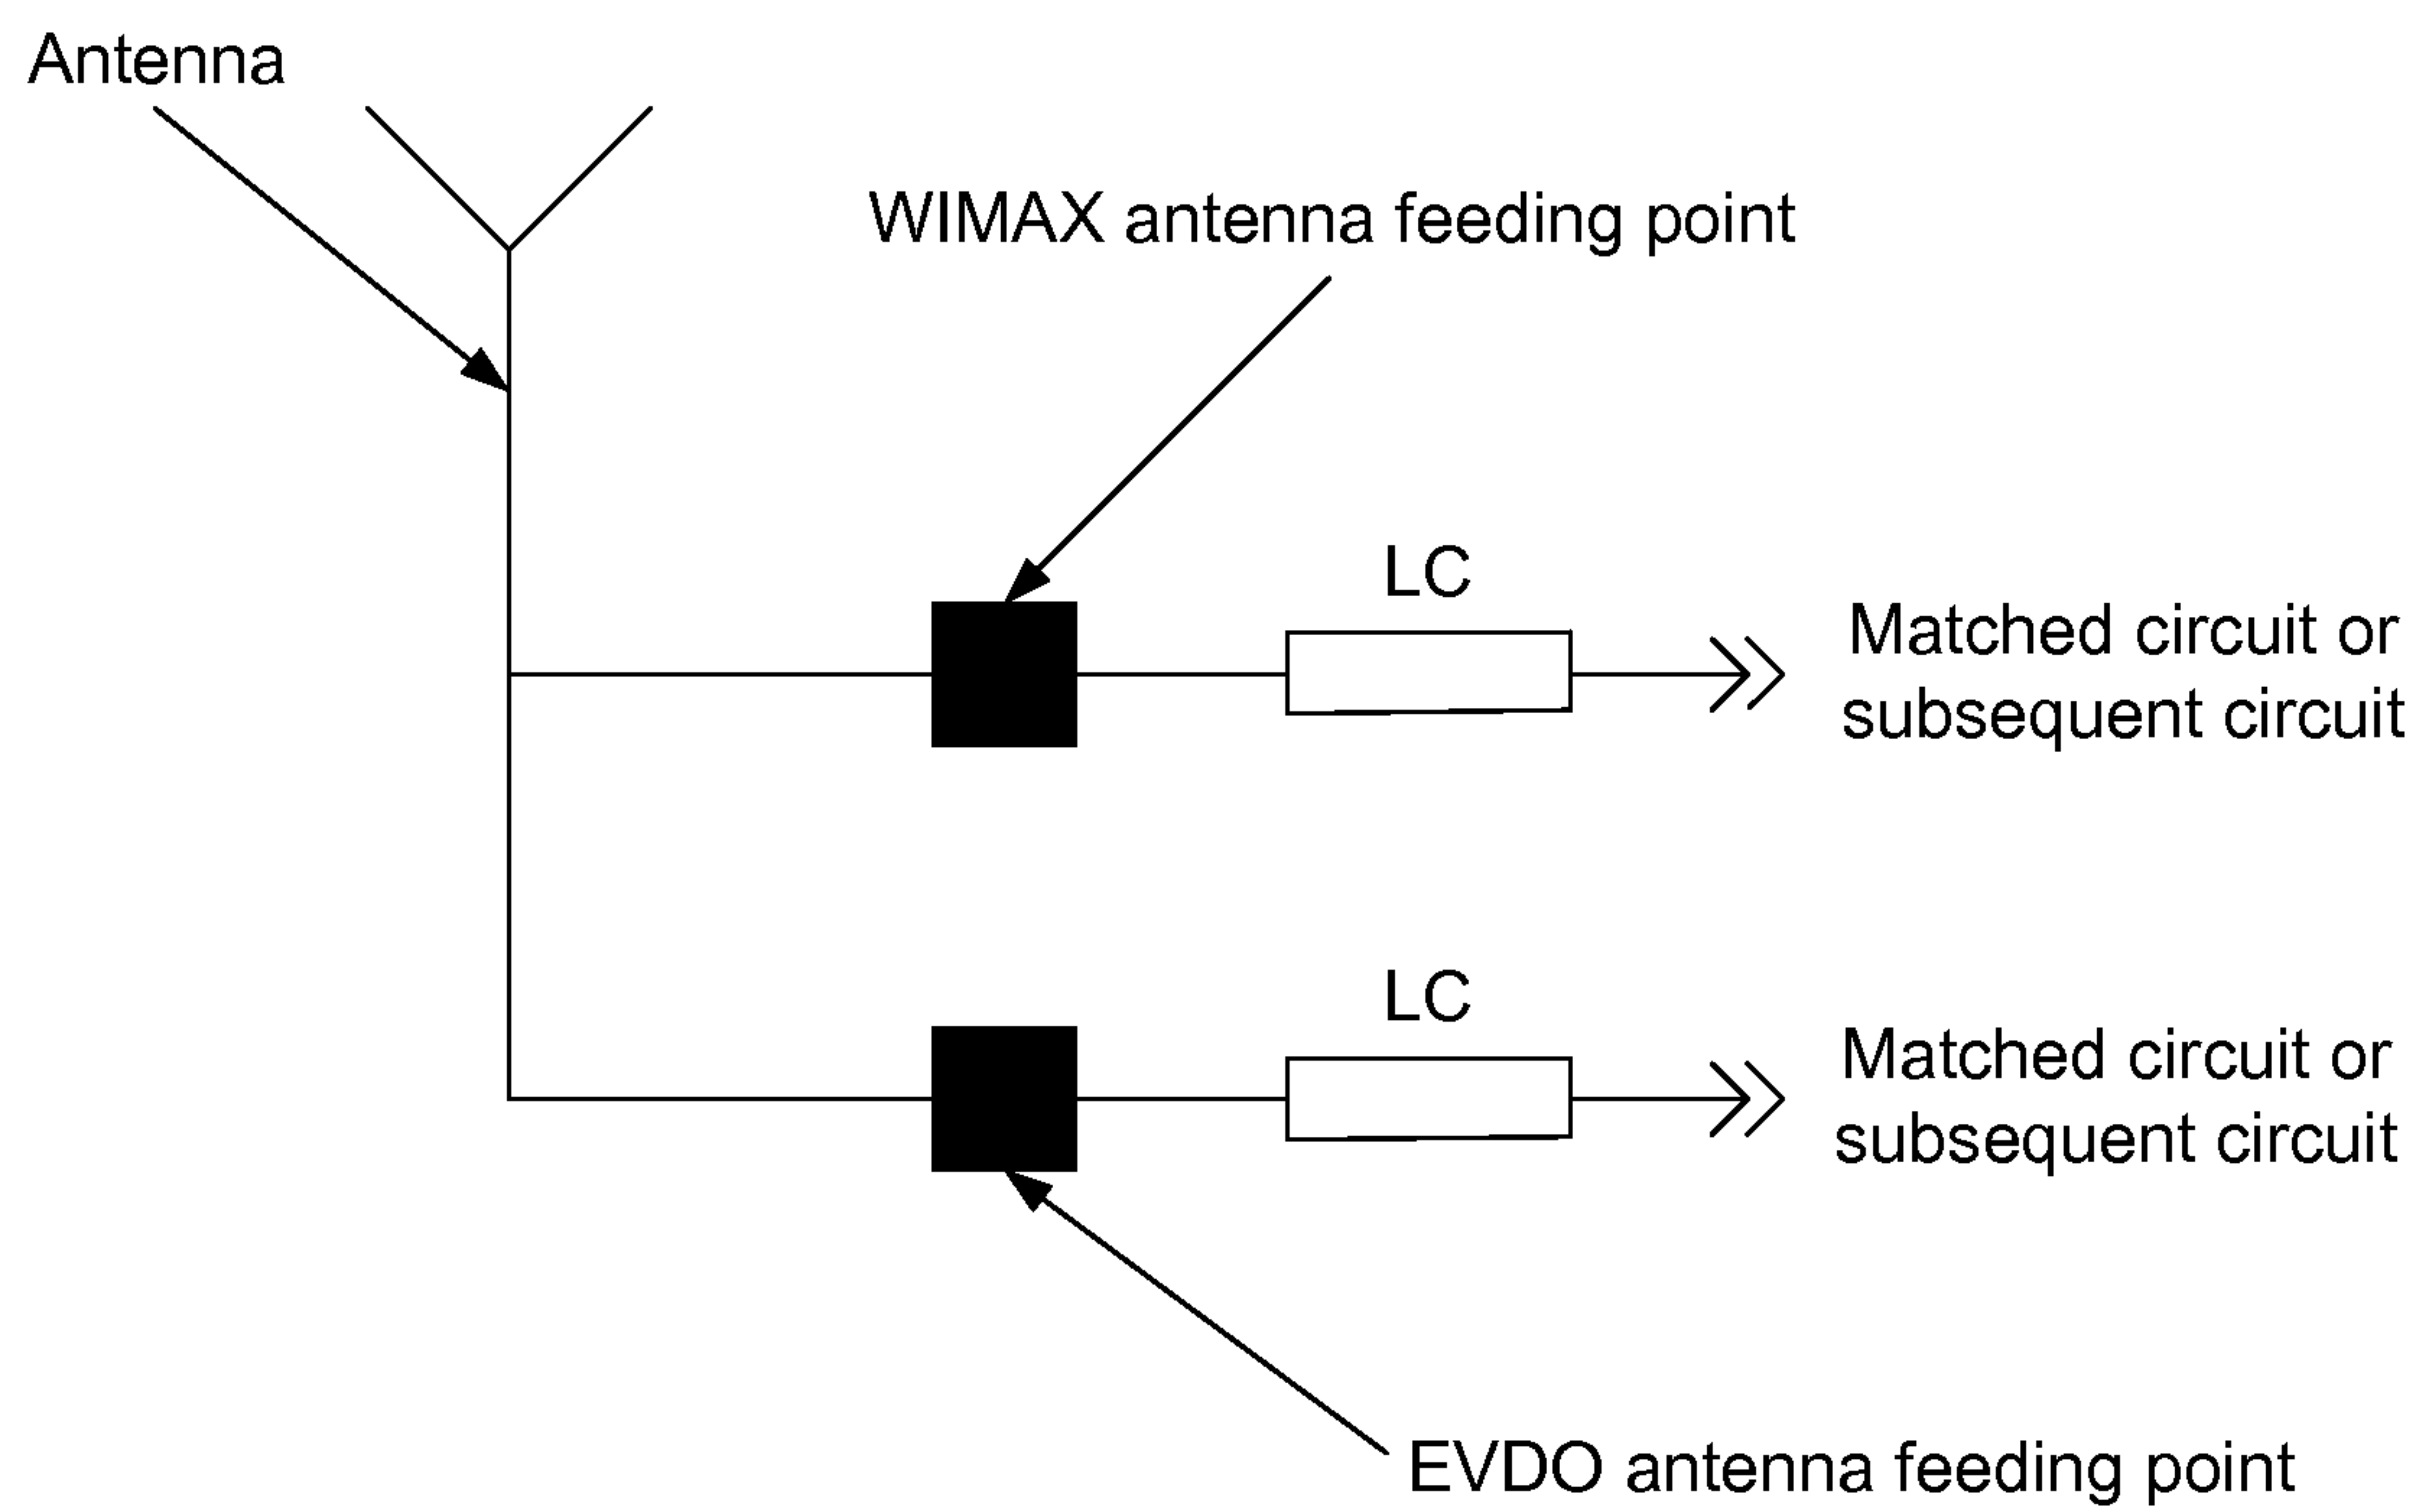 Antenna
WIMAX antenna feeding point
LC
Matched circuit or
subsequent circuit
LC
Matched circuit or
subsequent circuit
EVDO antenna feeding point